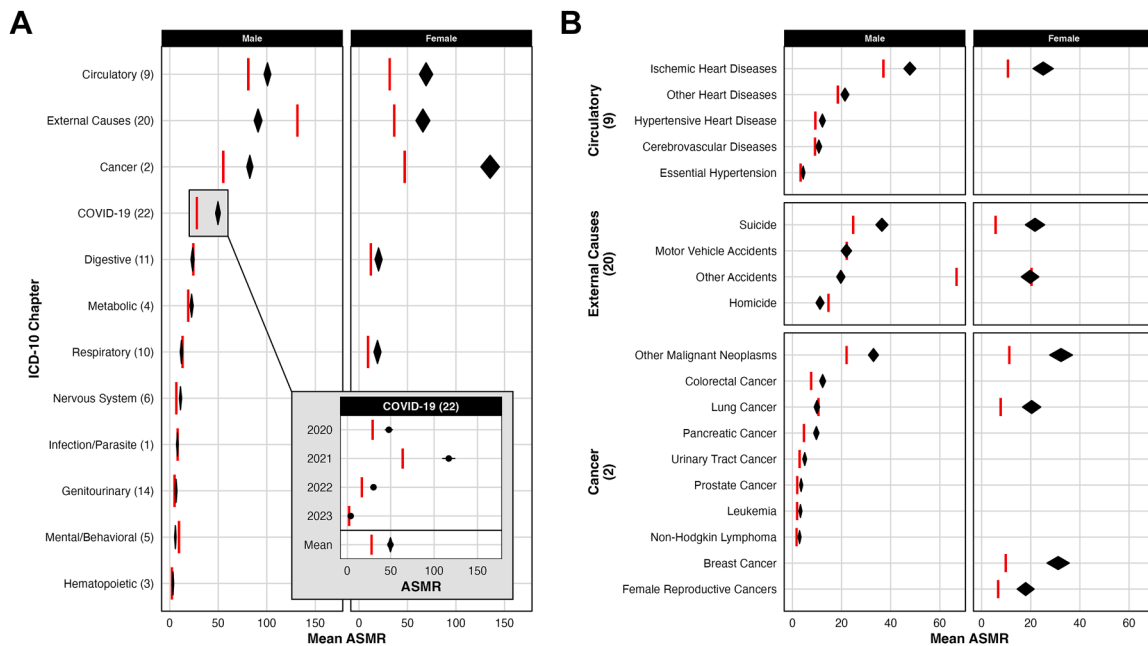 A
Male
Female
ICD-10 Chapter
Circulatory (9)
External Causes (20)
Cancer (2)
COVID-19 (22)
Digestive (11)
Metabolic (4)
Respiratory (10)
Nervous System (6)
Infection/Parasite (1)
Genitourinary (14)
Mental/Behavioral (5)
Hematopoietic (3)
0 50 100 150
0 50 100 150
Mean ASMR
COVID-19 (22)
2020
2021
2022
2023
Mean
0 50 100 150
ASMR
B
Male
Female
Circulatory
(9)
Ischemic Heart Diseases
Other Heart Diseases
Hypertensive Heart Disease
Cerebrovascular Diseases
Essential Hypertension
External Causes
(20)
Suicide
Motor Vehicle Accidents
Other Accidents
Homicide
Cancer
(2)
Other Malignant Neoplasms
Colorectal Cancer
Lung Cancer
Pancreatic Cancer
Urinary Tract Cancer
Prostate Cancer
Leukemia
Non-Hodgkin Lymphoma
Breast Cancer
Female Reproductive Cancers
0 20 40 60
0 20 40 60
Mean ASMR